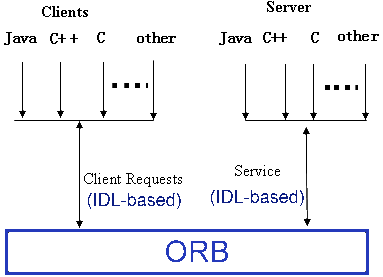 Clients
Server
Java C++ C other
Java C++ C other
Client Requests
(IDL-based)
Service
(IDL-based)
ORB